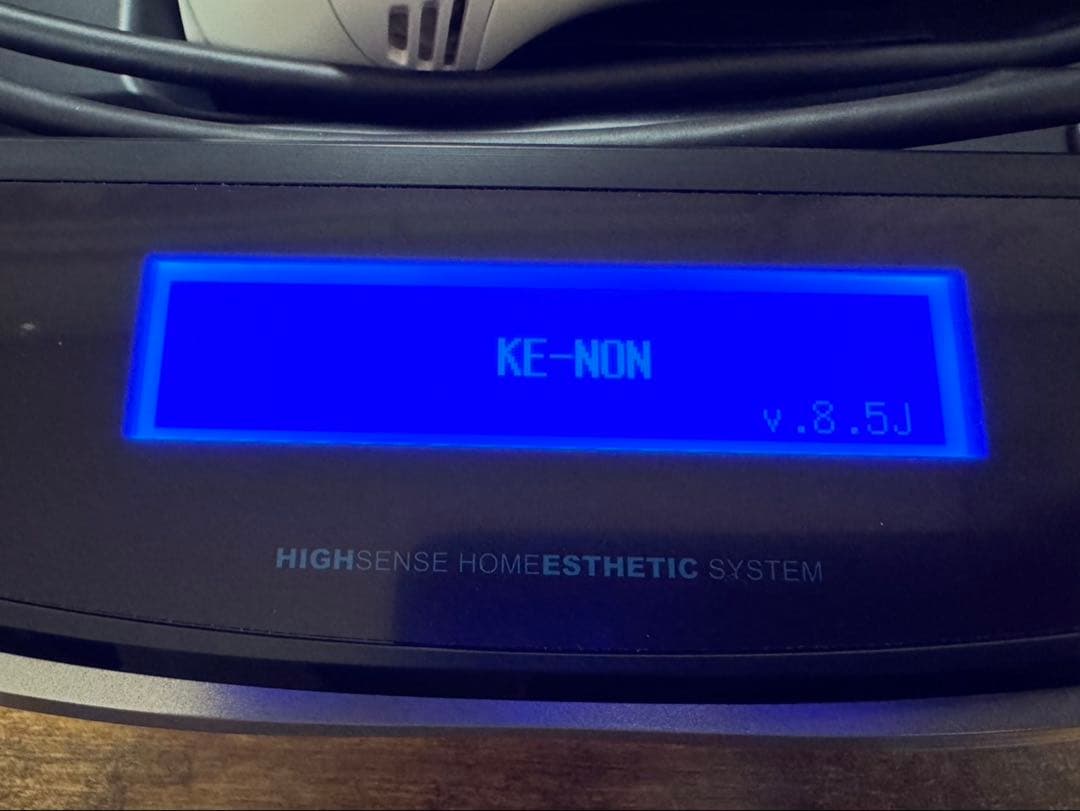 KE-NON
v.8.5J
HIGHSENSE HOMEESTHETIC SYSTEM